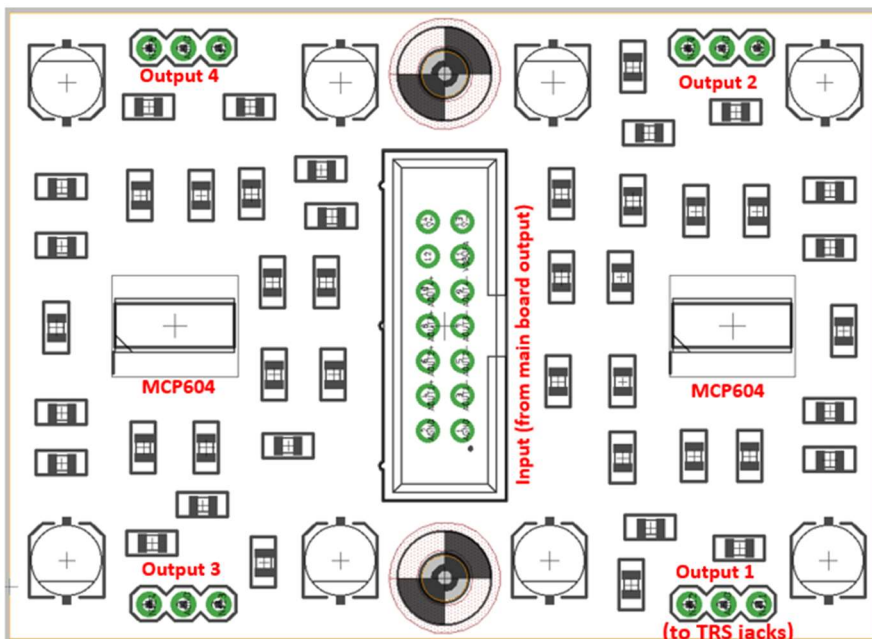 Output 4
Output 2
Input (from main board output)
MCP604
MCP604
Output 3
Output 1
(to TRS jacks)